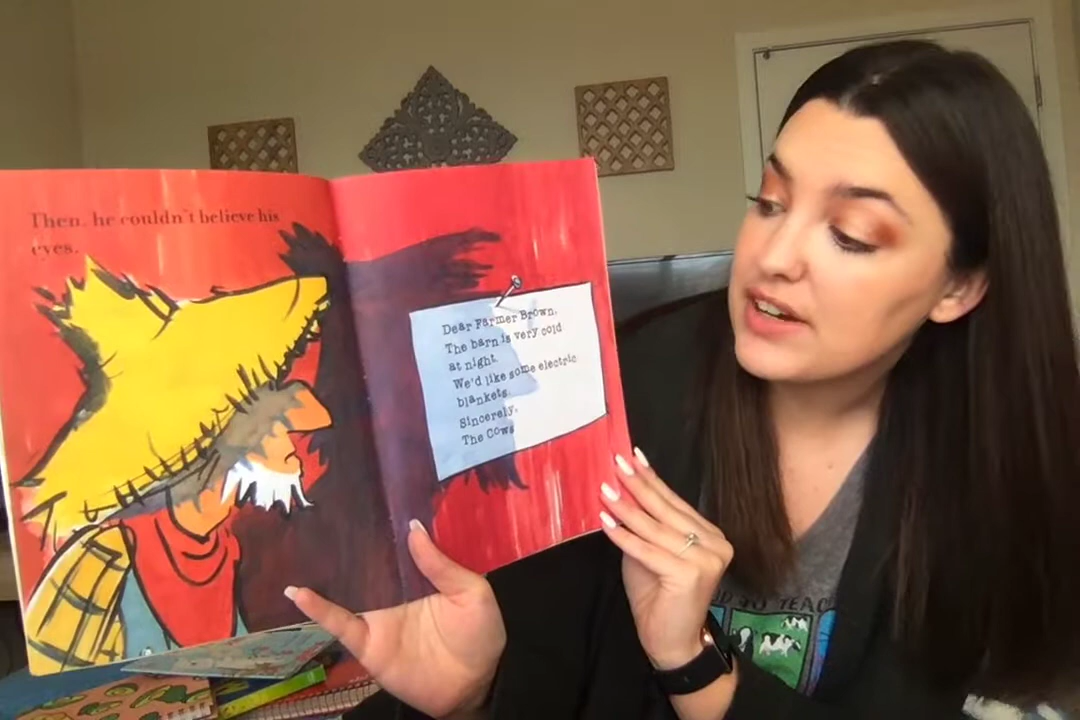 Then, he couldn't believe his
eyes.
Dear Farmer Brown,
The barn is very cold
at night.
We'd like some electric
blankets.
Sincerely,
The Cows
TEAC